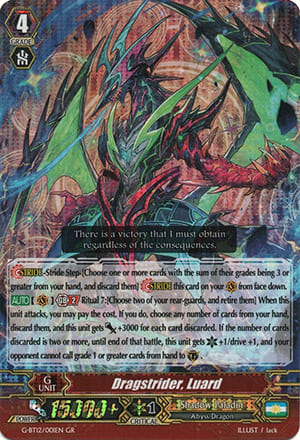 4
GRADE
There is a victory that I must obtain
regardless of the consequences.
STRIDE -Stride Step-[Choose one or more cards with the sum of their grades being 3 or
greater from your hand, and discard them] STRIDE this card on your from face down.
AUTO 1 2 Ritual 7:[Choose two of your rear-guards, and retire them] When this
unit attacks, you may pay the cost. If you do, choose any number of cards from your
hand, discard them, and this unit gets +3000 for each card discarded. If the number of cards
discarded is two or more, until end of that battle, this unit gets 1/drive +1, and your
opponent cannot call grade 1 or greater cards from hand to
G
UNIT
Dragstrider, Luard
POWER 15000+
1
CRITICAL
Shadow Paladin
Abyss Dragon
G-BT12/001EN GR
ILLUST / Jack